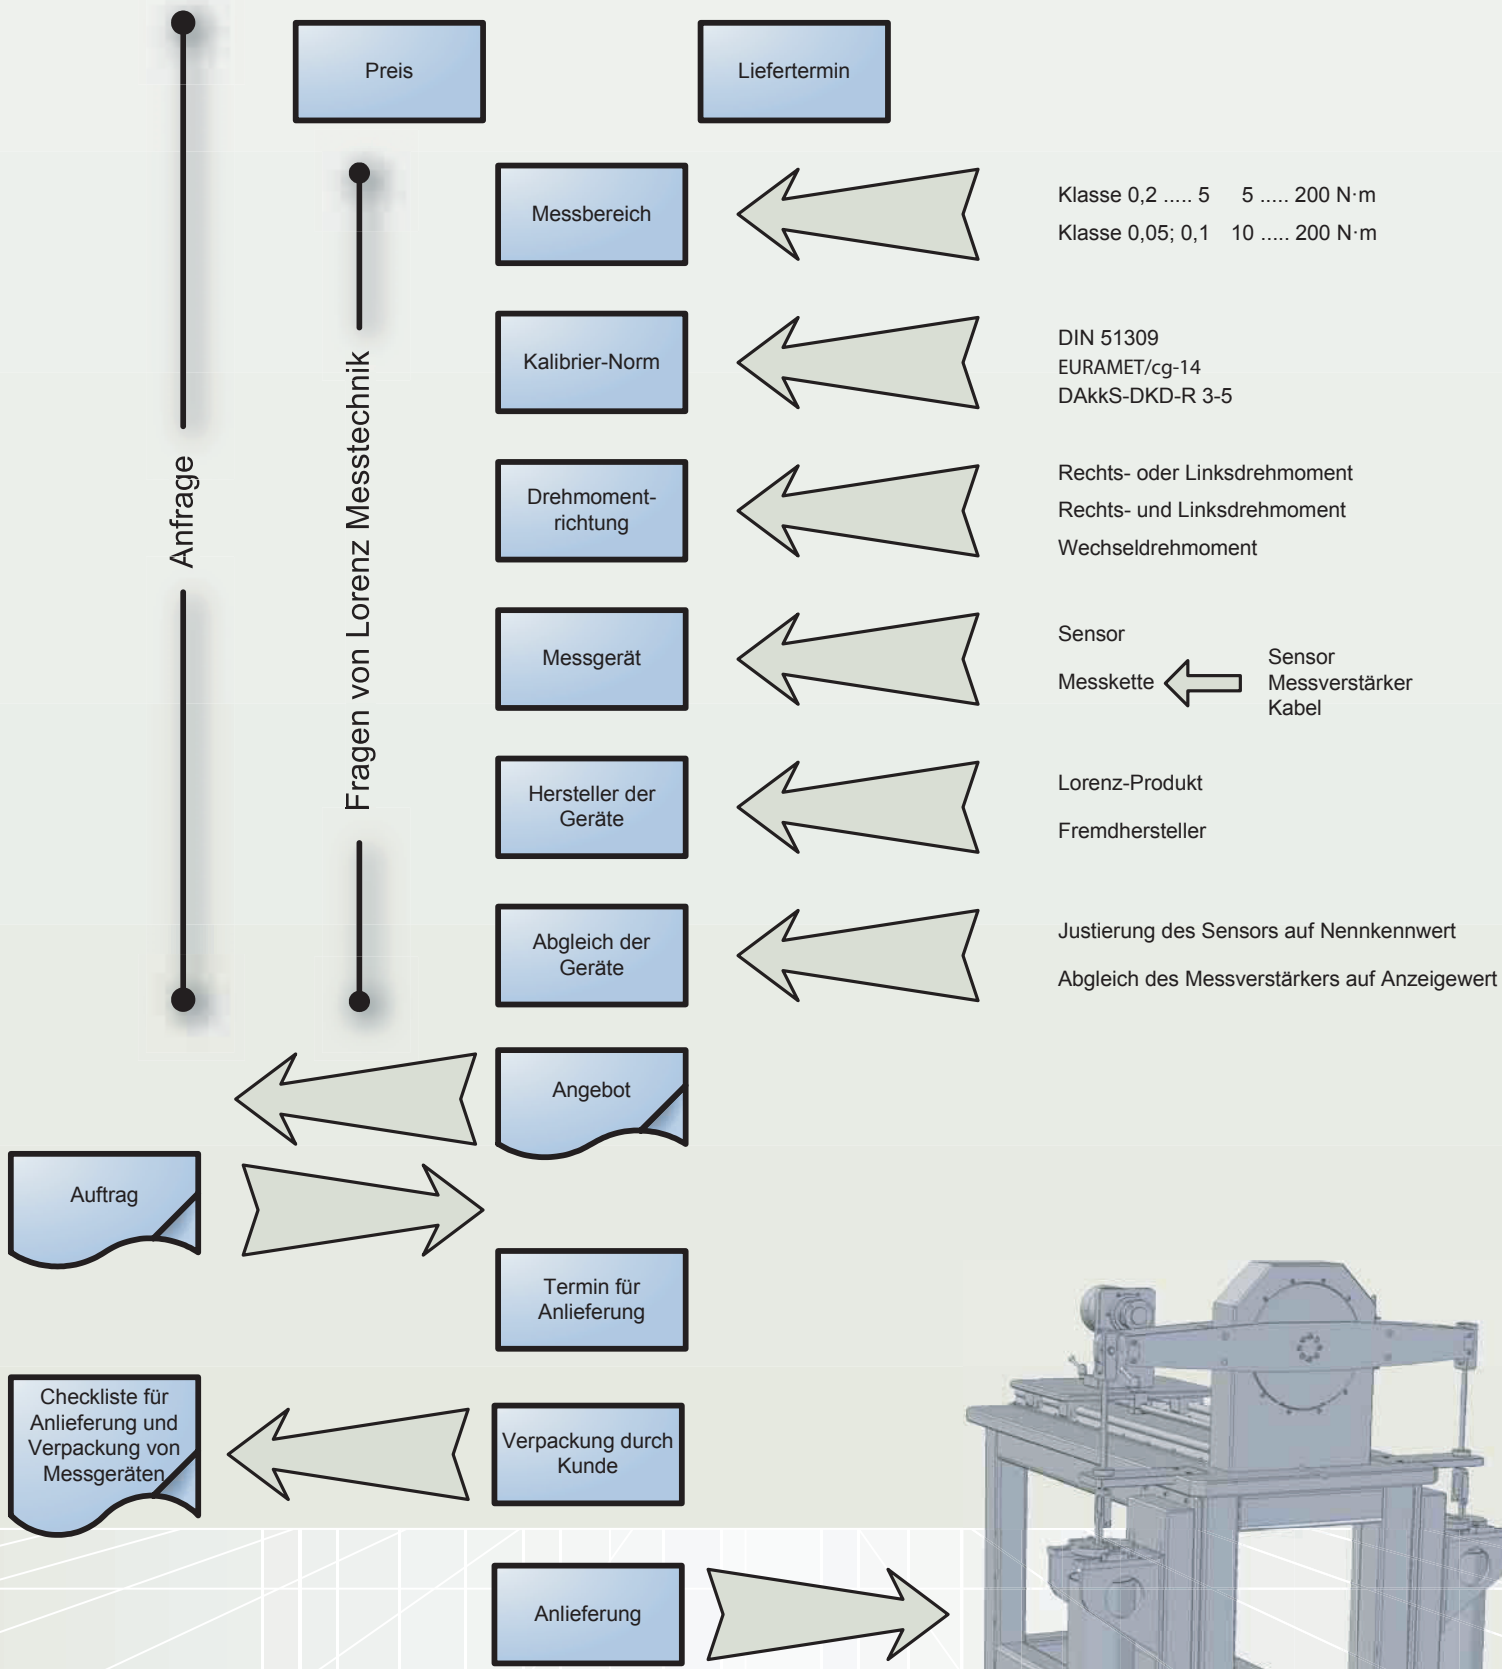 Preis
Liefertermin
Anfrage
Fragen von Lorenz Messtechnik
Messbereich
Klasse 0,2 ..... 5 5 ..... 200 N·m
Klasse 0,05; 0,1 10 ..... 200 N·m
Kalibrier-Norm
DIN 51309
EURAMET/cg-14
DAkkS-DKD-R 3-5
Drehmoment-
richtung
Rechts- oder Linksdrehmoment
Rechts- und Linksdrehmoment
Wechseldrehmoment
Messgerät
Sensor
Messkette
Sensor
Messverstärker
Kabel
Hersteller der
Geräte
Lorenz-Produkt
Fremdhersteller
Abgleich der
Geräte
Justierung des Sensors auf Nennkennwert
Abgleich des Messverstärkers auf Anzeigewert
Angebot
Auftrag
Termin für
Anlieferung
Checkliste für
Anlieferung und
Verpackung von
Messgeräten
Verpackung durch
Kunde
Anlieferung